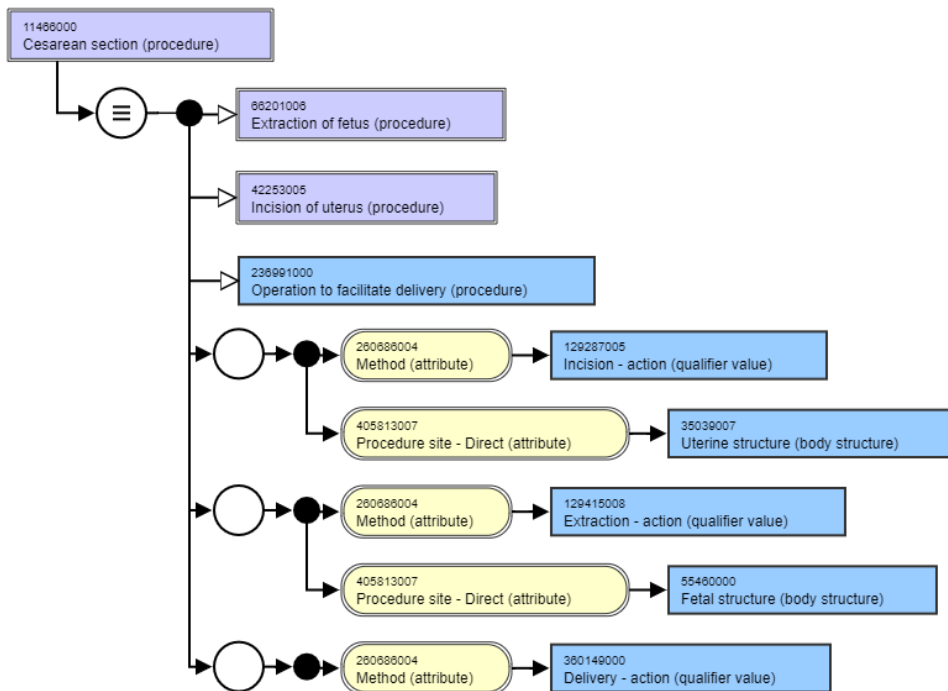 11466000
Cesarean section (procedure)
66201006
Extraction of fetus (procedure)
42253005
Incision of uterus (procedure)
236991000
Operation to facilitate delivery (procedure)
260686004
Method (attribute)
129287005
Incision - action (qualifier value)
405813007
Procedure site - Direct (attribute)
35039007
Uterine structure (body structure)
260686004
Method (attribute)
129415008
Extraction - action (qualifier value)
405813007
Procedure site - Direct (attribute)
55460000
Fetal structure (body structure)
260686004
Method (attribute)
360149000
Delivery - action (qualifier value)